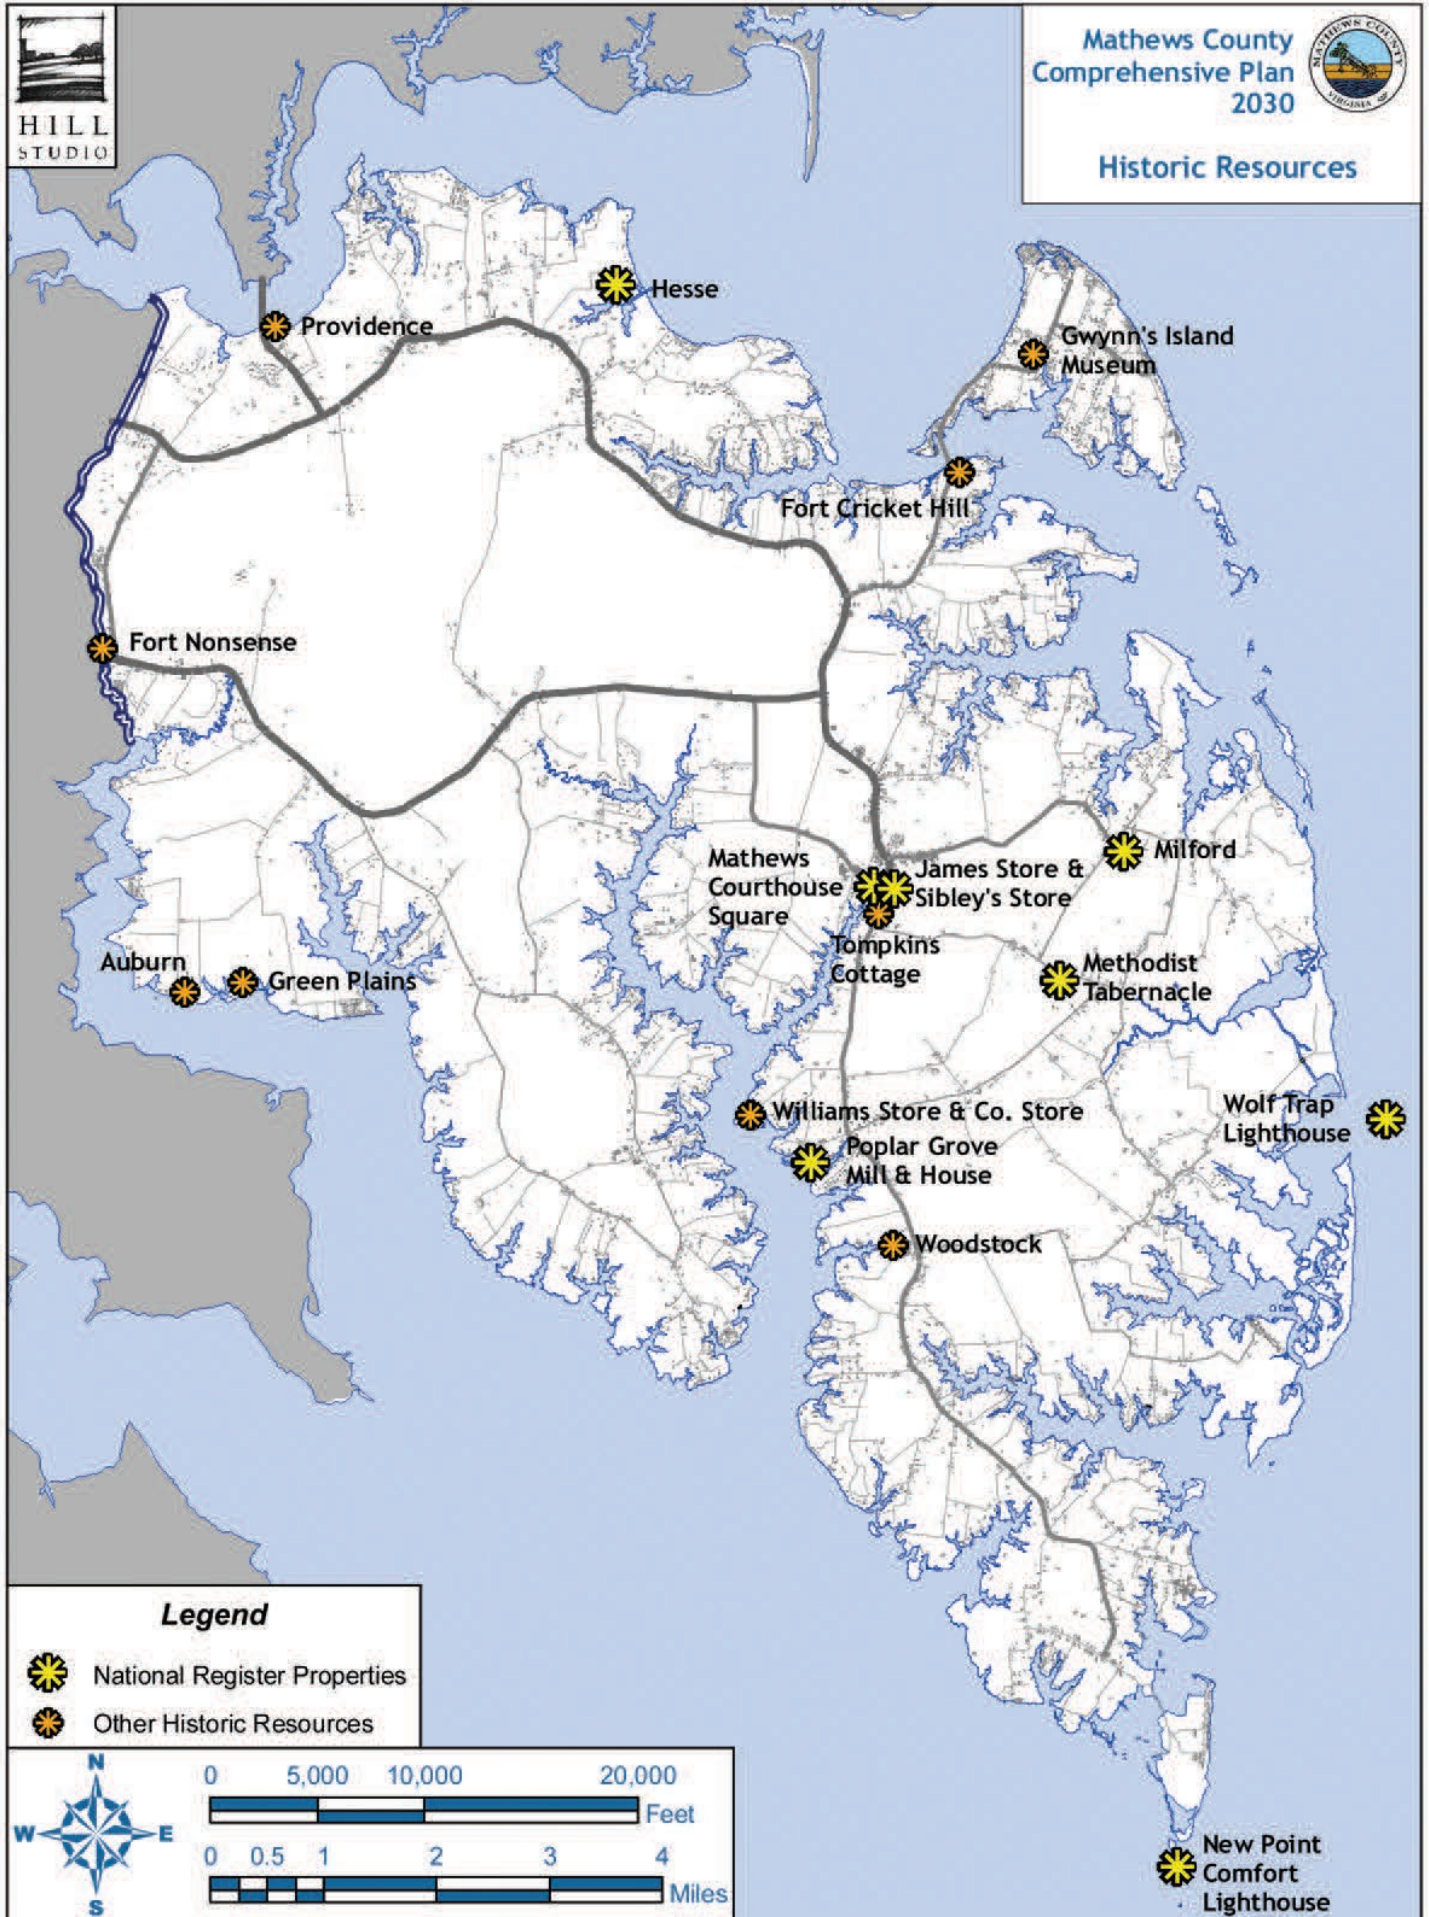 HILL
STUDIO
Mathews County
Comprehensive Plan
2030
MATHEWS COUNTY
VIRGINIA
Historic Resources
Hesse
Providence
Gwynn's Island
Museum
Fort Cricket Hill
Fort Nonsense
Milford
Mathews
Courthouse
Square
James Store &
Sibley's Store
Tompkins
Cottage
Methodist
Tabernacle
Auburn
Green Plains
Williams Store & Co. Store
Wolf Trap
Lighthouse
Poplar Grove
Mill & House
Woodstock
Legend
National Register Properties
Other Historic Resources
N
W
E
S
0 5,000 10,000 20,000
Feet
0 0.5 1 2 3 4
Miles
New Point
Comfort
Lighthouse